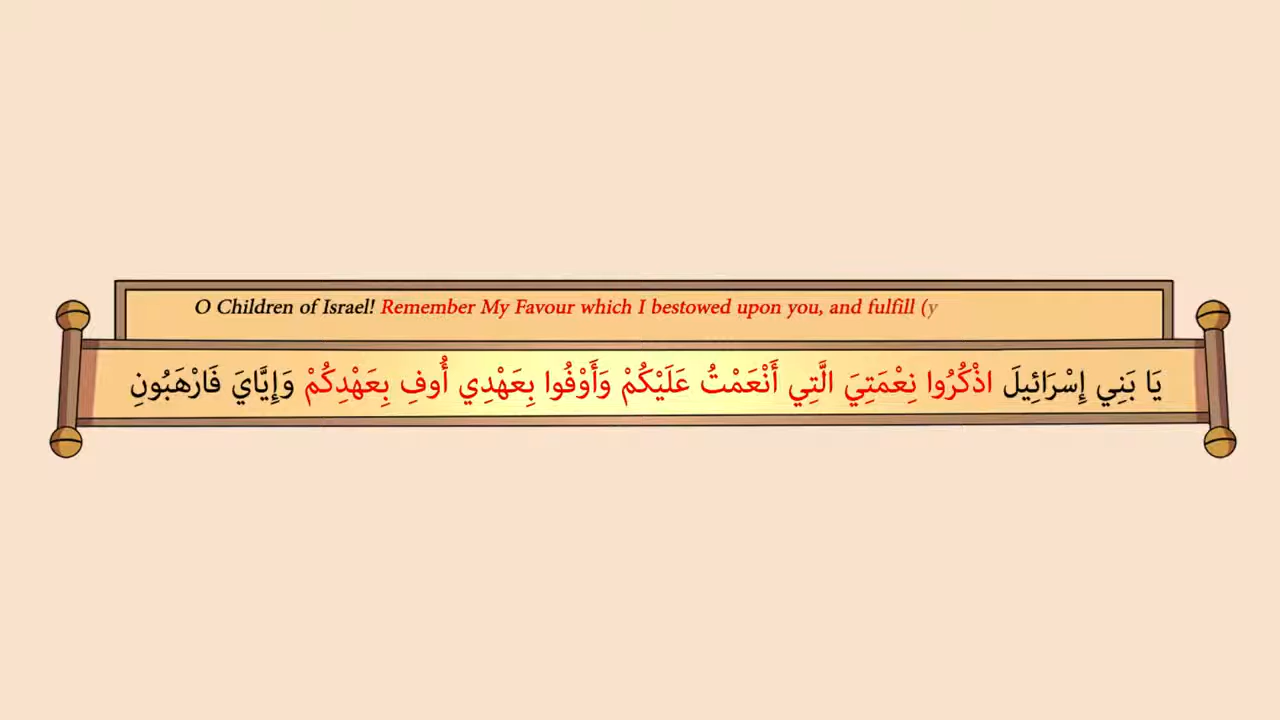 O Children of Israel! Remember My Favour which I bestowed upon you, and fulfill (y
يَا بَنِي إِسْرَائِيلَ اذْكُرُوا نِعْمَتِيَ الَّتِي أَنْعَمْتُ عَلَيْكُمْ وَأَوْفُوا بِعَهْدِي أُوفِ بِعَهْدِكُمْ وَإِيَّايَ فَارْهَبُونِ